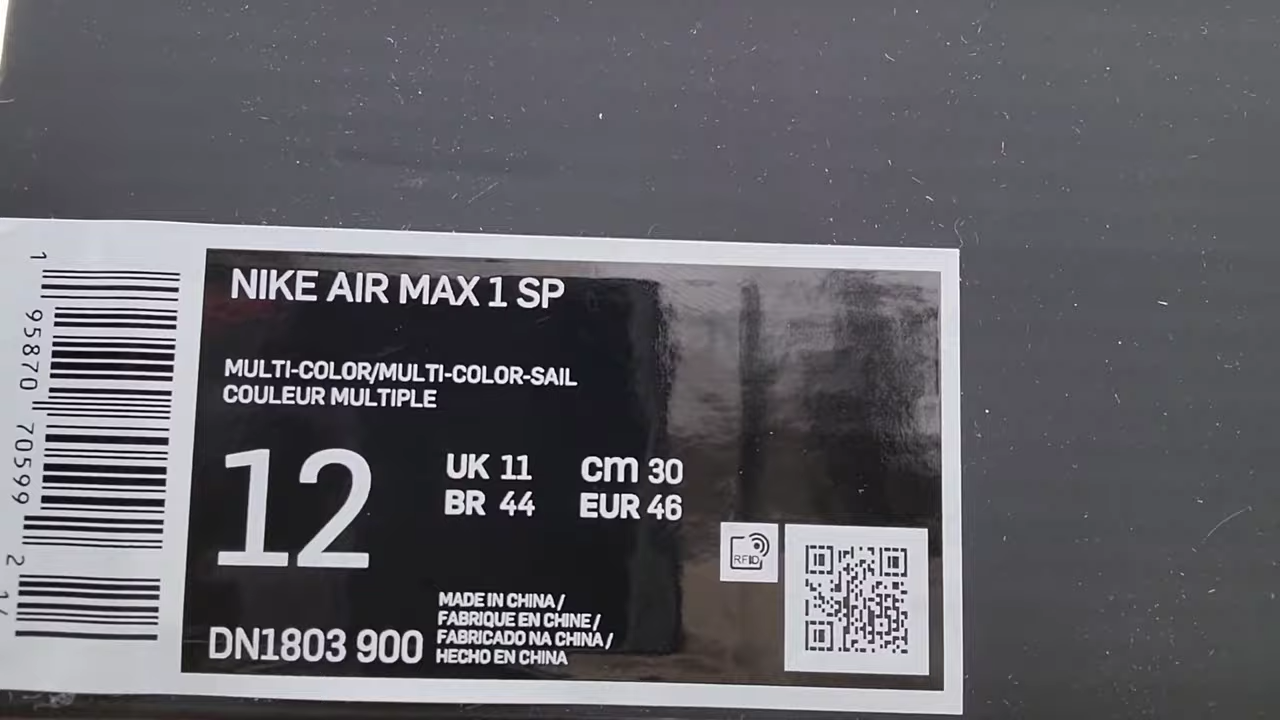 NIKE AIR MAX 1 SP
MULTI-COLOR/MULTI-COLOR-SAIL
COULEUR MULTIPLE
12
UK 11 cm 30
BR 44 EUR 46
RFID
MADE IN CHINA /
FABRIQUE EN CHINE /
FABRICADO NA CHINA /
HECHO EN CHINA
DN1803 900
1 95870 70599 2